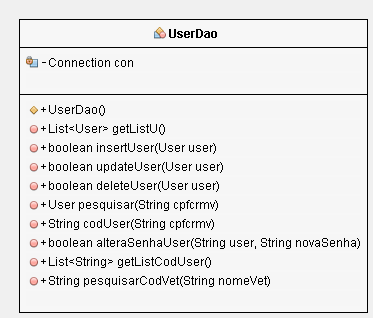 UserDao
- Connection con
+ UserDao()
+ List<User> getListU()
+ boolean insertUser(User user)
+ boolean updateUser(User user)
+ boolean deleteUser(User user)
+ User pesquisar(String cpfcrmv)
+ String codUser(String cpfcrmv)
+ boolean alteraSenhaUser(String user, String novaSenha)
+ List<String> getListCodUser()
+ String pesquisarCodVet(String nomeVet)